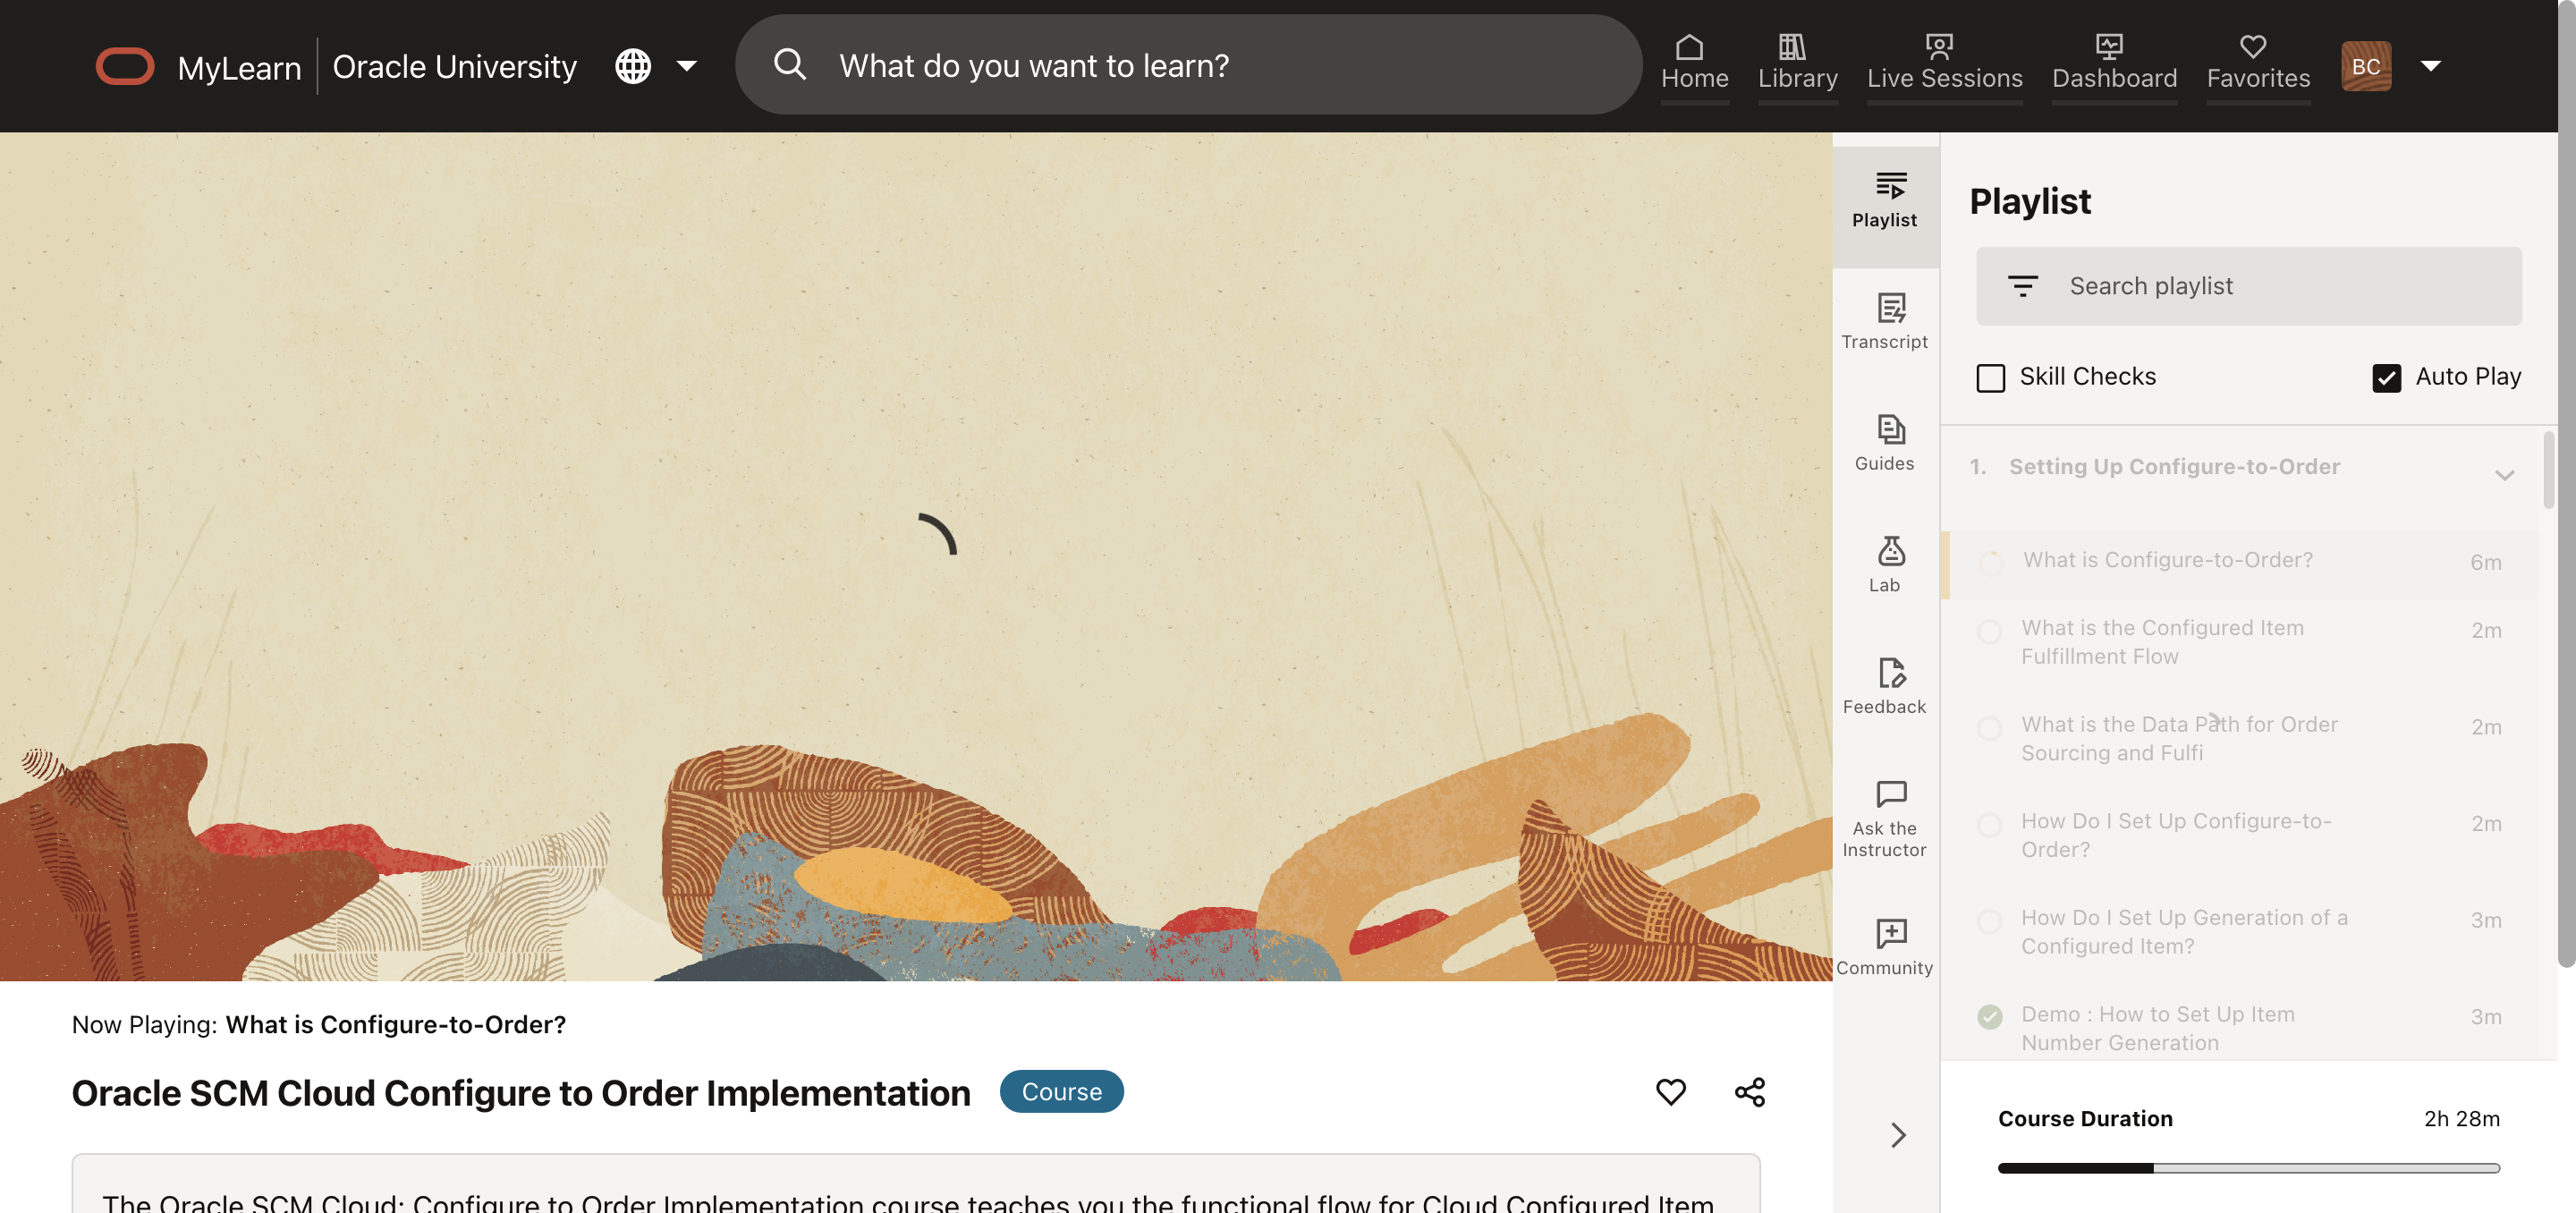 MyLearn
Oracle University
What do you want to learn?
Home
Library
Live Sessions
Dashboard
Favorites
BC
Playlist
Transcript
Guides
Lab
Feedback
Ask the
Instructor
Community
Playlist
Search playlist
Skill Checks
Auto Play
1. Setting Up Configure-to-Order
What is Configure-to-Order? 6m
What is the Configured Item 2m
Fulfillment Flow
What is the Data Path for Order 2m
Sourcing and Fulfi
How Do I Set Up Configure-to- 2m
Order?
How Do I Set Up Generation of a 3m
Configured Item?
Demo : How to Set Up Item 3m
Number Generation
Course Duration 2h 28m
Now Playing: What is Configure-to-Order?
Oracle SCM Cloud Configure to Order Implementation
Course
The Oracle SCM Cloud: Configure to Order Implementation course teaches you the functional flow for Cloud Configured Item